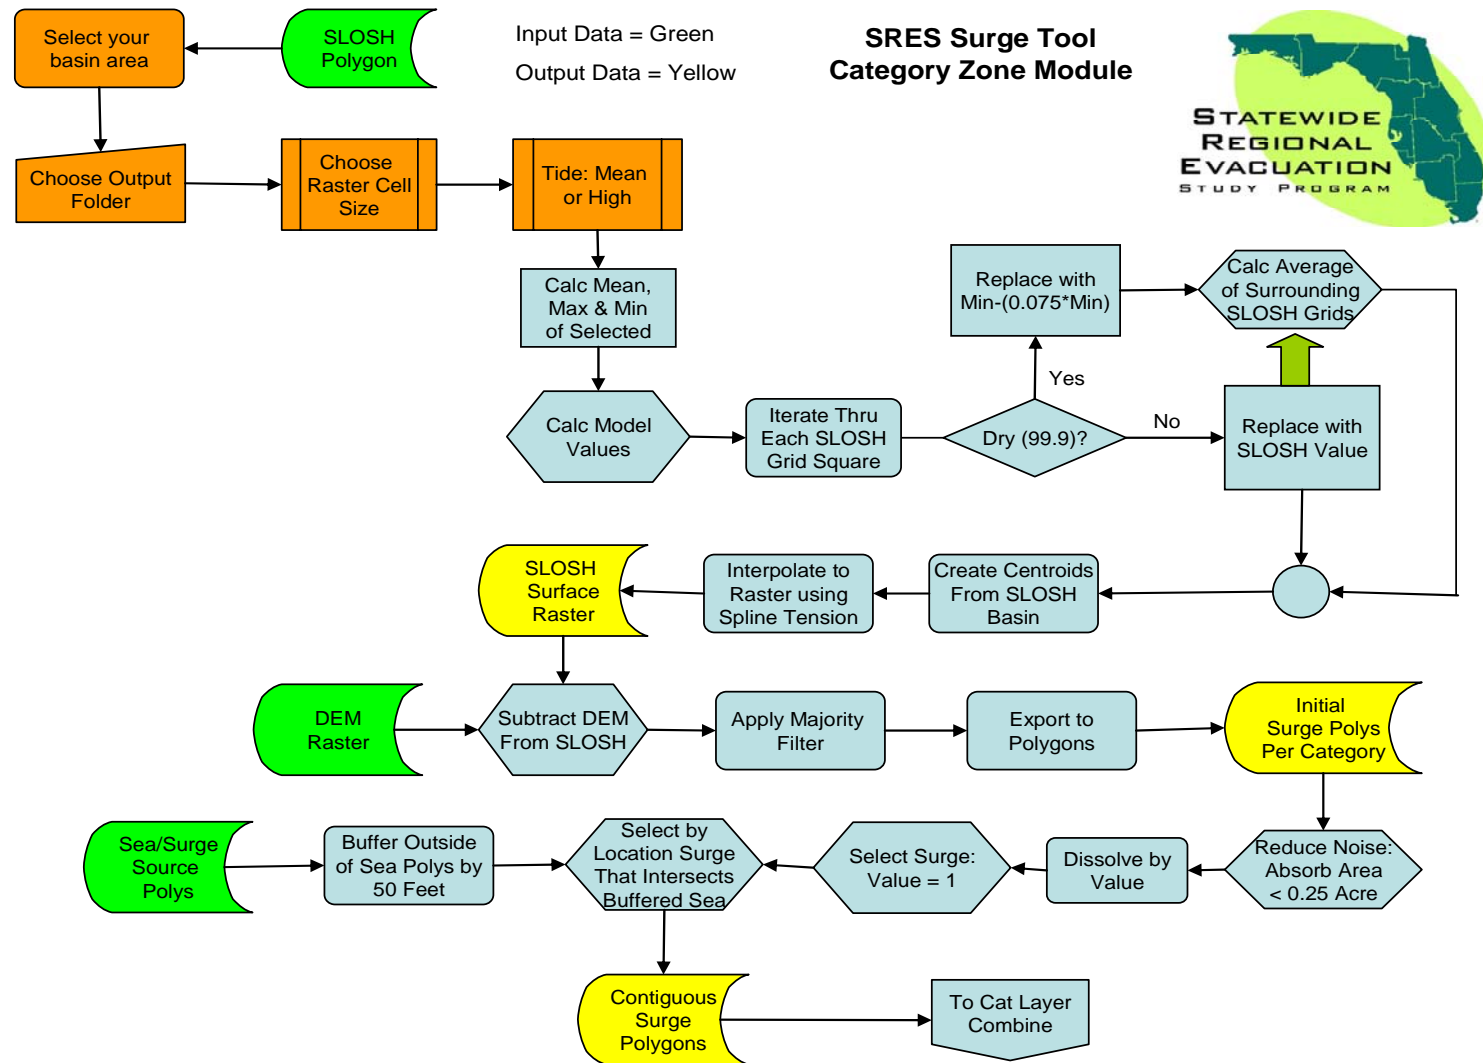 Select your
basin area
SLOSH
Polygon
Input Data = Green
Output Data = Yellow
SRES Surge Tool
Category Zone Module
STATEWIDE
REGIONAL
EVACUATION
STUDY PROGRAM
Choose Output
Folder
Choose
Raster Cell
Size
Tide: Mean
or High
Calc Mean,
Max & Min
of Selected
Replace with
Min-(0.075*Min)
Calc Average
of Surrounding
SLOSH Grids
Yes
Calc Model
Values
Iterate Thru
Each SLOSH
Grid Square
Dry (99.9)?
No
Replace with
SLOSH Value
SLOSH
Surface
Raster
Interpolate to
Raster using
Spline Tension
Create Centroids
From SLOSH
Basin
DEM
Raster
Subtract DEM
From SLOSH
Apply Majority
Filter
Export to
Polygons
Initial
Surge Polys
Per Category
Sea/Surge
Source
Polys
Buffer Outside
of Sea Polys by
50 Feet
Select by
Location Surge
That Intersects
Buffered Sea
Select Surge:
Value = 1
Dissolve by
Value
Reduce Noise:
Absorb Area
< 0.25 Acre
Contiguous
Surge
Polygons
To Cat Layer
Combine